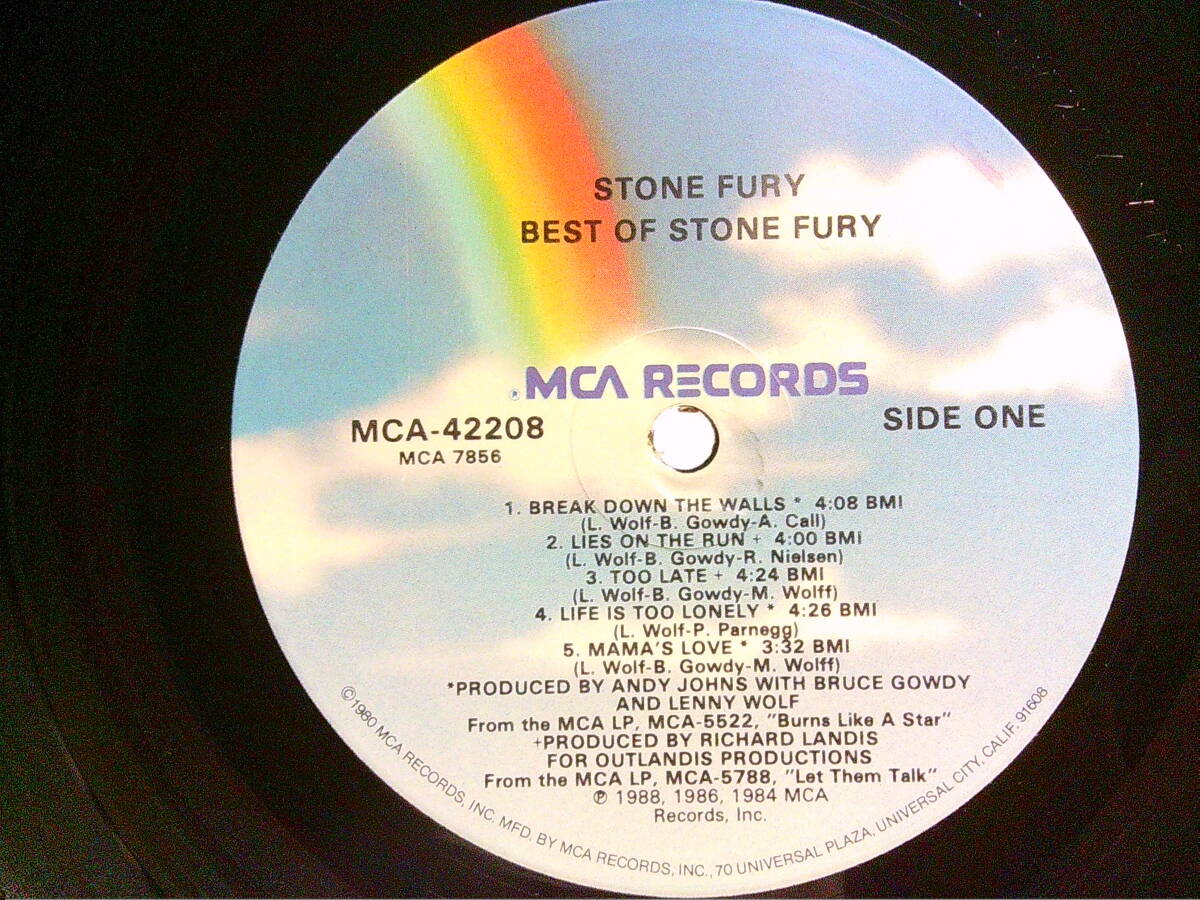 STONE FURY
BEST OF STONE FURY
® MCA RECORDS
MCA-42208
MCA 7856
SIDE ONE
1. BREAK DOWN THE WALLS * 4:08 BMI
(L. Wolf-B. Gowdy-A. Call)
2. LIES ON THE RUN + 4:00 BMI
(L. Wolf-B. Gowdy-R. Nielsen)
3. TOO LATE + 4:24 BMI
(L. Wolf-B. Gowdy-M. Wolff)
4. LIFE IS TOO LONELY * 4:26 BMI
(L. Wolf-P. Parnegg)
5. MAMA'S LOVE * 3:32 BMI
(L. Wolf-B. Gowdy-M. Wolff)
*PRODUCED BY ANDY JOHNS WITH BRUCE GOWDY
AND LENNY WOLF
From the MCA LP, MCA-5522, "Burns Like A Star"
+PRODUCED BY RICHARD LANDIS
FOR OUTLANDIS PRODUCTIONS
From the MCA LP, MCA-5788, "Let Them Talk"
℗ 1988, 1986, 1984 MCA
Records, Inc.
©1980 MCA RECORDS, INC. MFD. BY MCA RECORDS, INC., 70 UNIVERSAL PLAZA, UNIVERSAL CITY, CALIF. 91608